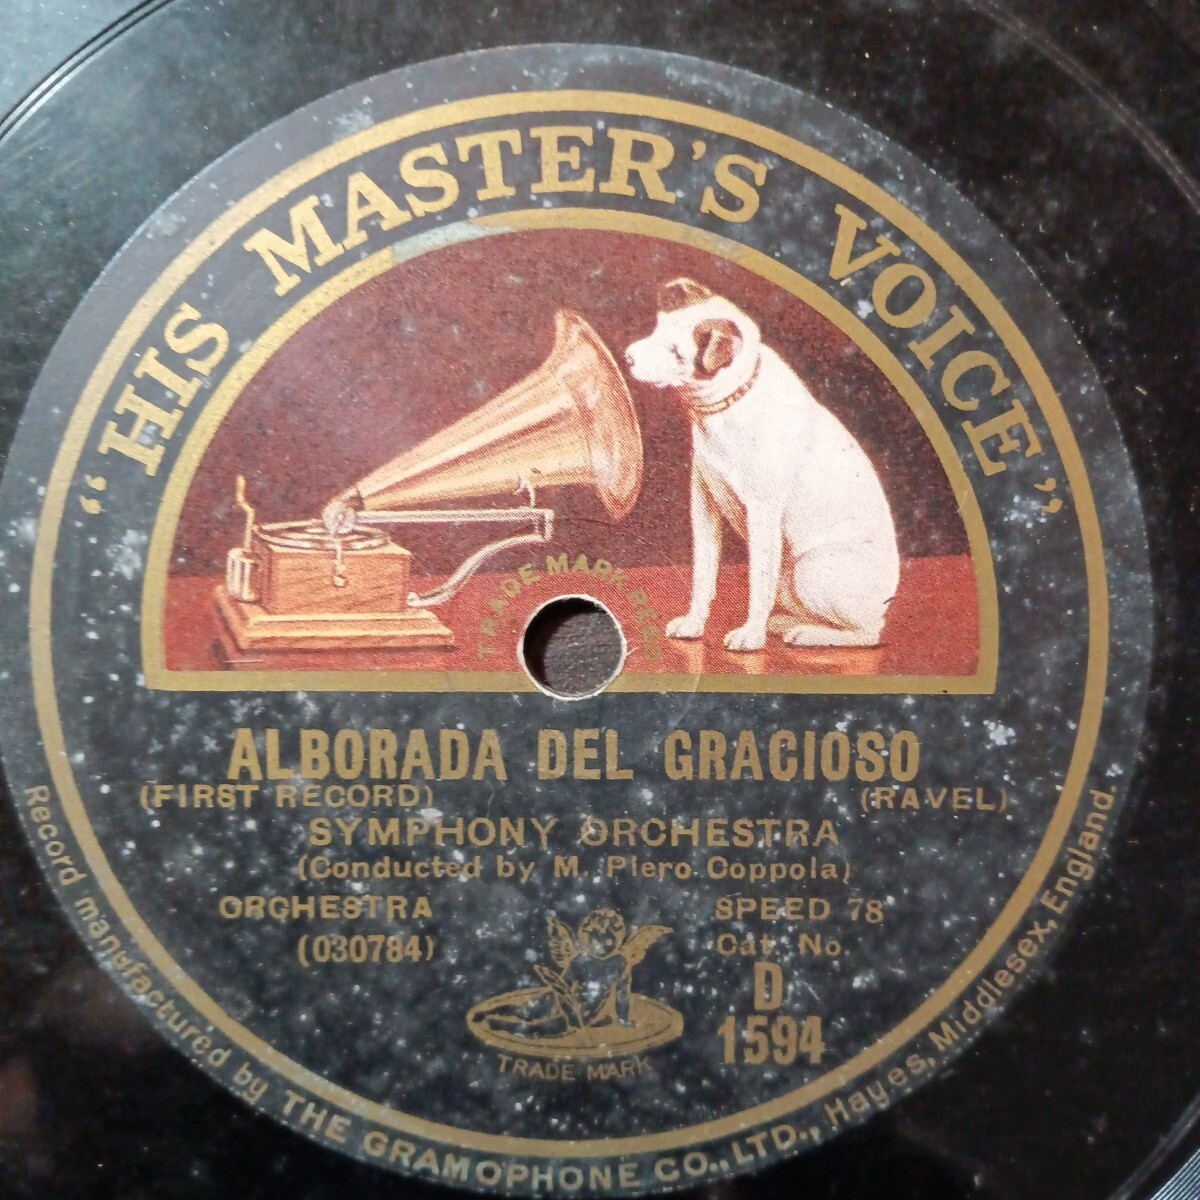 "HIS MASTER'S VOICE"
TRADE MARK REGD
ALBORADA DEL GRACIOSO
(FIRST RECORD) (RAVEL)
SYMPHONY ORCHESTRA
(Conducted by M. Piero Coppola)
ORCHESTRA SPEED 78
(030784) Cat. No.
D
1594
TRADE MARK
Record manufactured by THE GRAMOPHONE CO., LTD., Hayes, Middlesex, England.